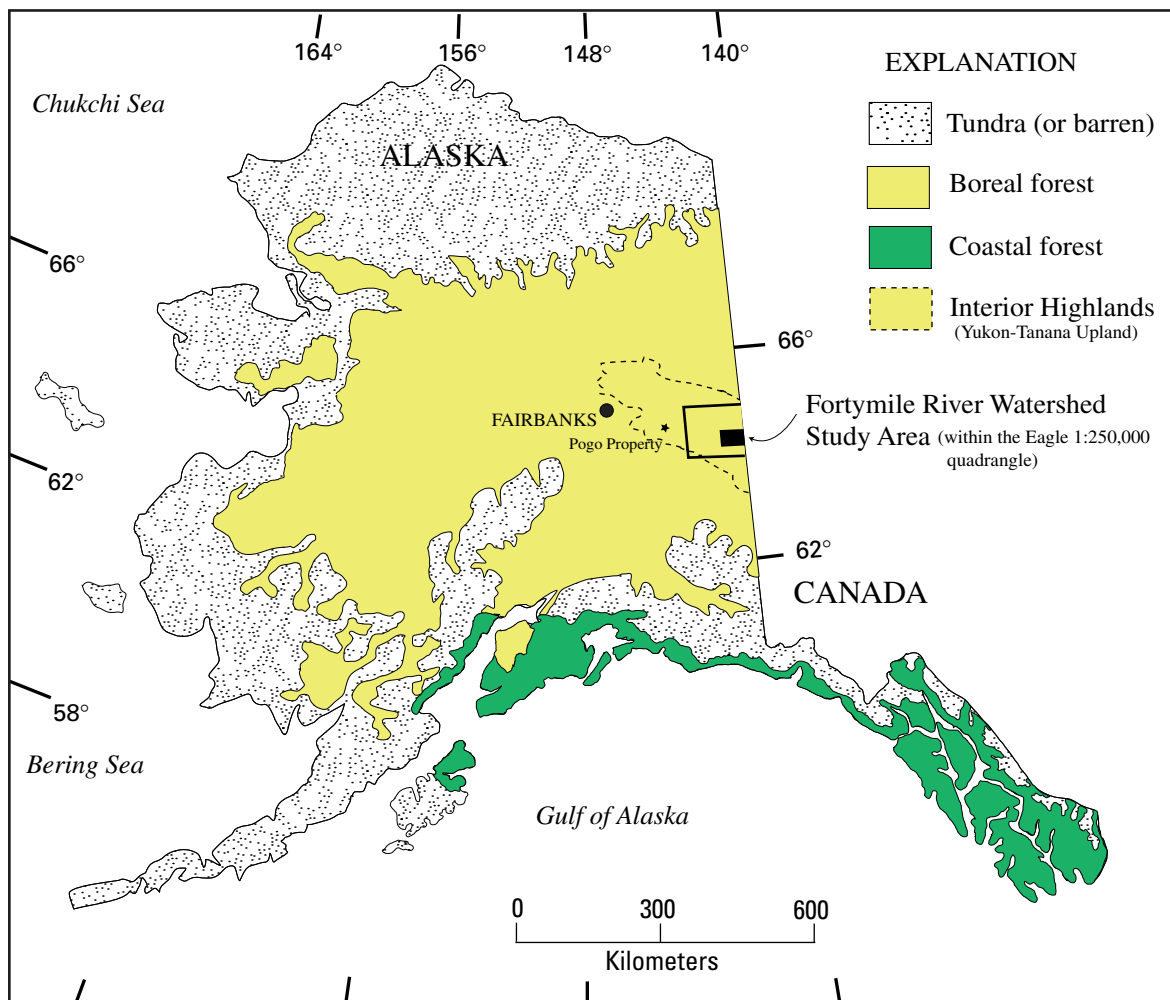 164°
156°
148°
140°
Chukchi Sea
ALASKA
EXPLANATION
Tundra (or barren)
Boreal forest
Coastal forest
Interior Highlands
(Yukon-Tanana Upland)
66°
66°
FAIRBANKS
Pogo Property
Fortymile River Watershed
Study Area (within the Eagle 1:250,000
quadrangle)
62°
62°
CANADA
58°
Bering Sea
Gulf of Alaska
0 300 600
Kilometers